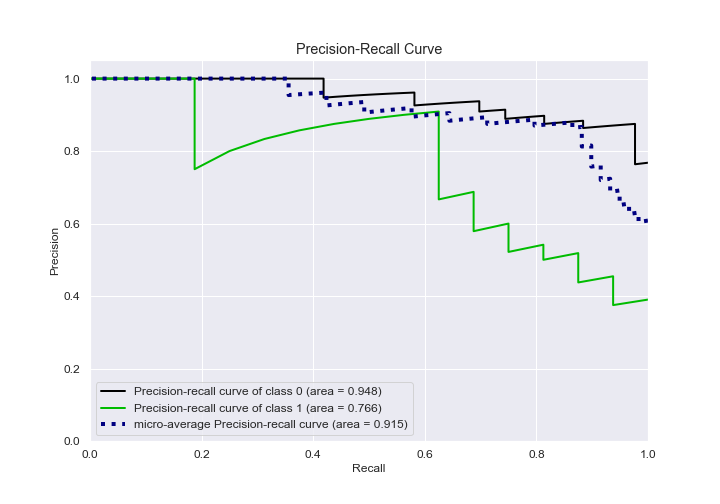 Precision-Recall Curve
1.0
0.8
0.6
0.4
0.2
0.0
Precision
Precision-recall curve of class 0 (area = 0.948)
Precision-recall curve of class 1 (area = 0.766)
micro-average Precision-recall curve (area = 0.915)
0.0 0.2 0.4 0.6 0.8 1.0
Recall